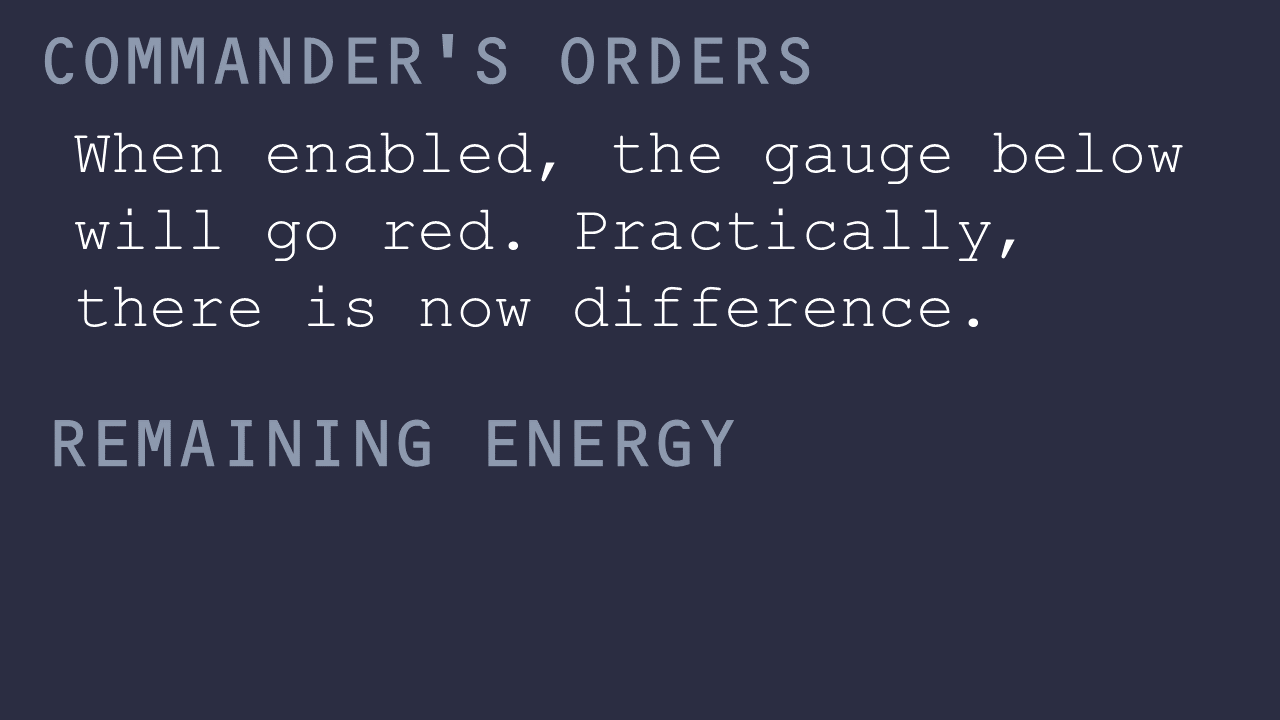 COMMANDER'S ORDERS
When enabled, the gauge below
will go red. Practically,
there is now difference.
REMAINING ENERGY